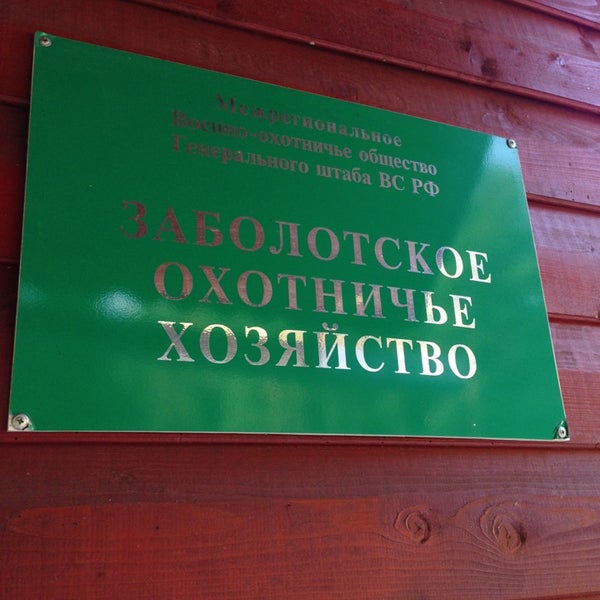 Межрегиональное
Военно-охотничье общество
Генерального штаба ВС РФ
ЗАБОЛОТСКОЕ
ОХОТНИЧЬЕ
ХОЗЯЙСТВО